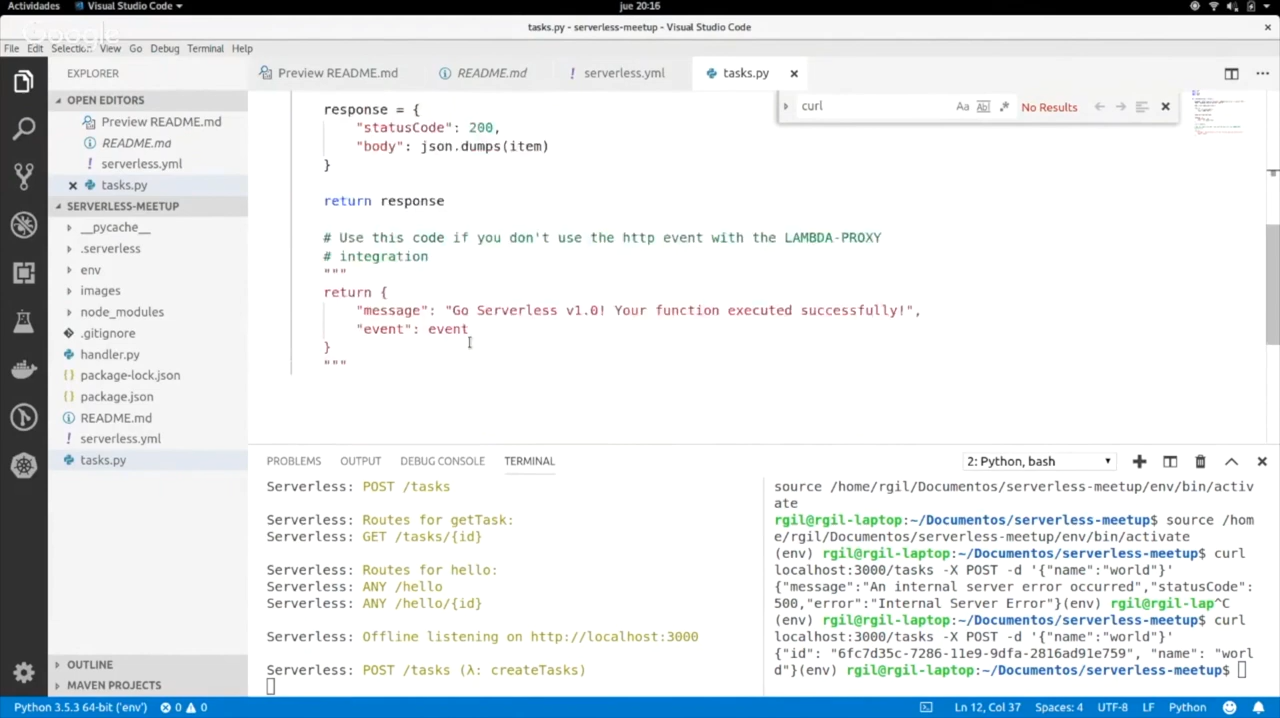 Actividades
Visual Studio Code
jue 20:16
tasks.py - serverless-meetup - Visual Studio Code
Google
File Edit Selection View Go Debug Terminal Help
EXPLORER
Preview README.md
README.md
! serverless.yml
tasks.py
OPEN EDITORS
Preview README.md
README.md
! serverless.yml
tasks.py
SERVERLESS-MEETUP
__pycache__
.serverless
env
images
node_modules
.gitignore
handler.py
package-lock.json
package.json
README.md
! serverless.yml
tasks.py
OUTLINE
MAVEN PROJECTS
curl
Aa Abl .* No Results
response = {
"statusCode": 200,
"body": json.dumps(item)
}
return response
# Use this code if you don't use the http event with the LAMBDA-PROXY
# integration
"""
return {
"message": "Go Serverless v1.0! Your function executed successfully!",
"event": event
}
"""
PROBLEMS OUTPUT DEBUG CONSOLE TERMINAL
2: Python, bash
Serverless: POST /tasks
Serverless: Routes for getTask:
Serverless: GET /tasks/{id}
Serverless: Routes for hello:
Serverless: ANY /hello
Serverless: ANY /hello/{id}
Serverless: Offline listening on http://localhost:3000
Serverless: POST /tasks (λ: createTasks)
source /home/rgil/Documentos/serverless-meetup/env/bin/activ
ate
rgil@rgil-laptop:~/Documentos/serverless-meetup$ source /hom
e/rgil/Documentos/serverless-meetup/env/bin/activate
(env) rgil@rgil-laptop:~/Documentos/serverless-meetup$ curl
localhost:3000/tasks -X POST -d '{"name":"world"}'
{"message":"An internal server error occurred","statusCode":
500,"error":"Internal Server Error"}(env) rgil@rgil-lap^C
(env) rgil@rgil-laptop:~/Documentos/serverless-meetup$ curl
localhost:3000/tasks -X POST -d '{"name":"world"}'
{"id": "6fc7d35c-7286-11e9-9dfa-2816ad91e759", "name": "worl
d"}(env) rgil@rgil-laptop:~/Documentos/serverless-meetup$
Python 3.5.3 64-bit ('env') 0 0
Ln 12, Col 37 Spaces: 4 UTF-8 LF Python